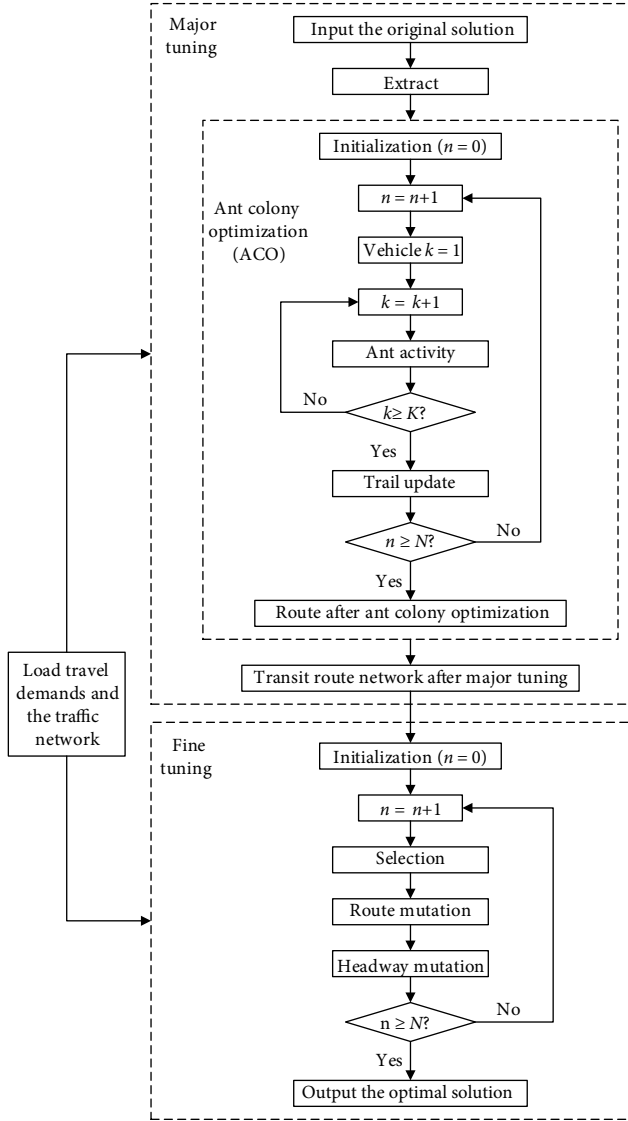 Major
tuning
Input the original solution
Extract
Initialization (n = 0)
n = n+1
Ant colony
optimization
(ACO)
Vehicle k = 1
k = k+1
Ant activity
No
k ≥ K?
Yes
Trail update
n ≥ N?
No
Yes
Route after ant colony optimization
Transit route network after major tuning
Load travel
demands and
the traffic
network
Fine
tuning
Initialization (n = 0)
n = n+1
Selection
Route mutation
Headway mutation
n ≥ N?
No
Yes
Output the optimal solution